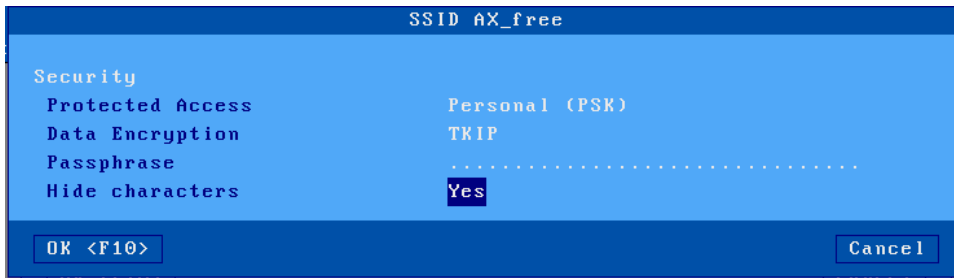 SSID AX_free
Security
Protected Access Personal (PSK)
Data Encryption TKIP
Passphrase ................................
Hide characters Yes
OK <F10> Cancel